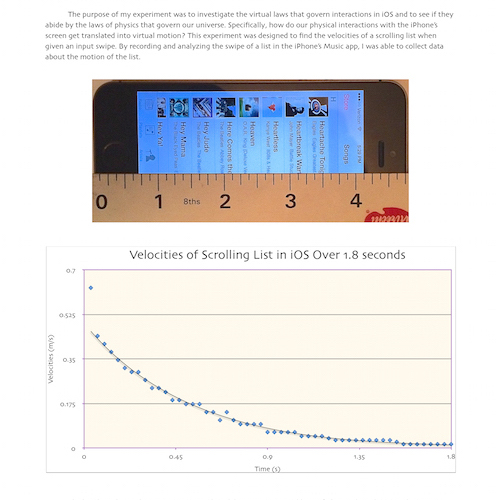 The purpose of my experiment was to investigate the virtual laws that govern interactions in iOS and to see if they
abide by the laws of physics that govern our universe. Specifically, how do our physical interactions with the iPhone's
screen get translated into virtual motion? This experiment was designed to find the velocities of a scrolling list when
given an input swipe. By recording and analyzing the swipe of a list in the iPhone's Music app, I was able to collect data
about the motion of the list.
Songs
Heartache Tonight
Heartbreak War
Heartless
Heaven
Here Comes the
Hey Jude
Hey Mama
Hey Ya!
0 1 8ths 2 3 4
Velocities of Scrolling List in iOS Over 1.8 seconds
Velocities (m/s)
0.7
0.525
0.35
0.175
0
0 0.45 0.9 1.35 1.8
Time (s)